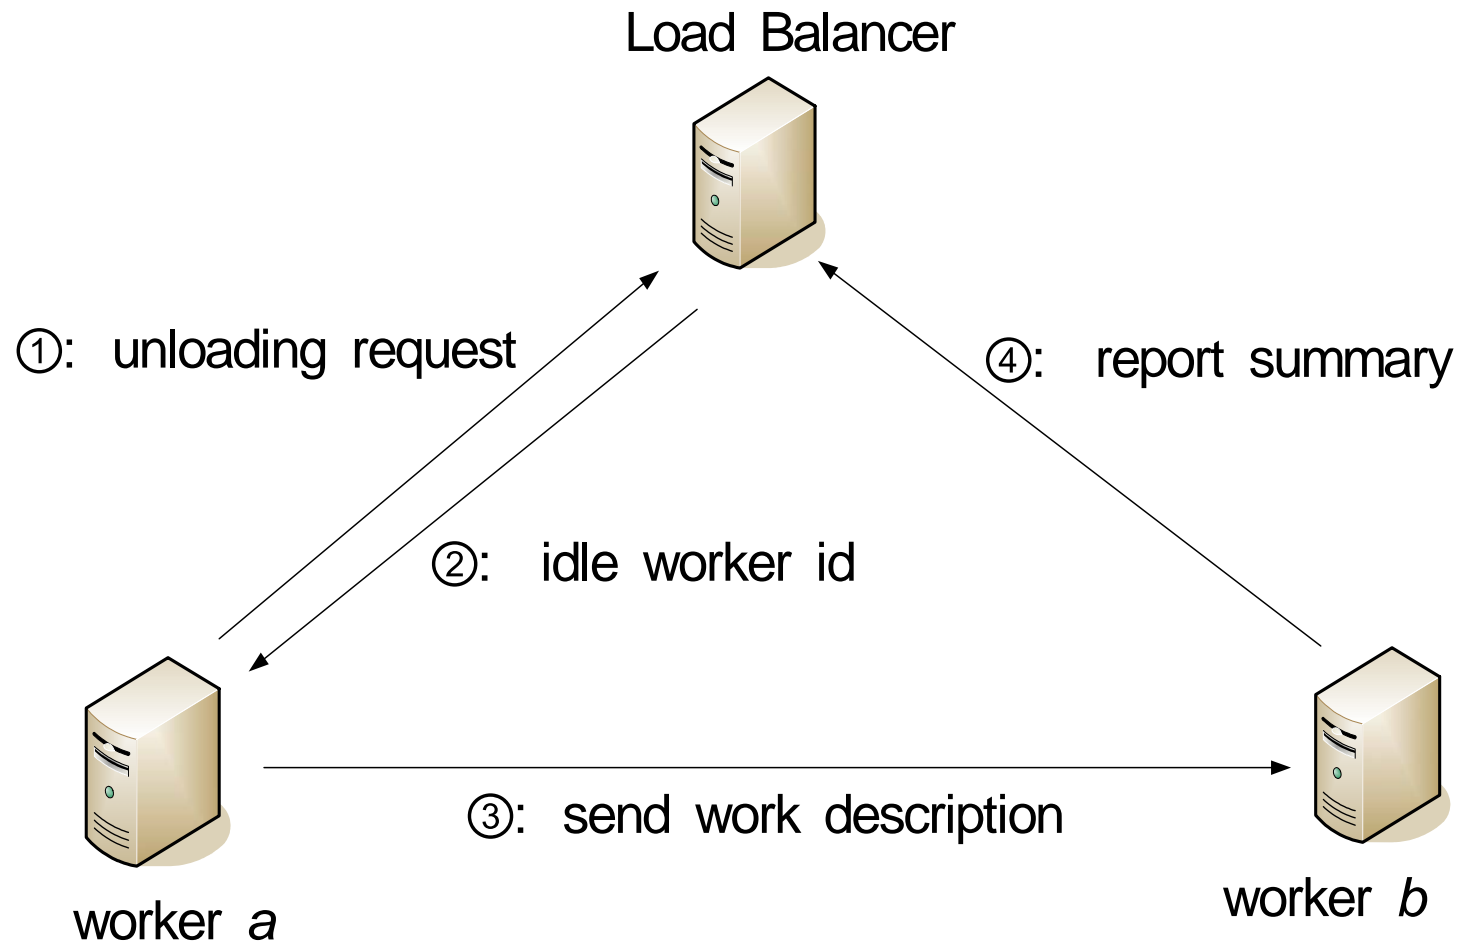 Load Balancer
①: unloading request
④: report summary
②: idle worker id
③: send work description
worker a
worker b